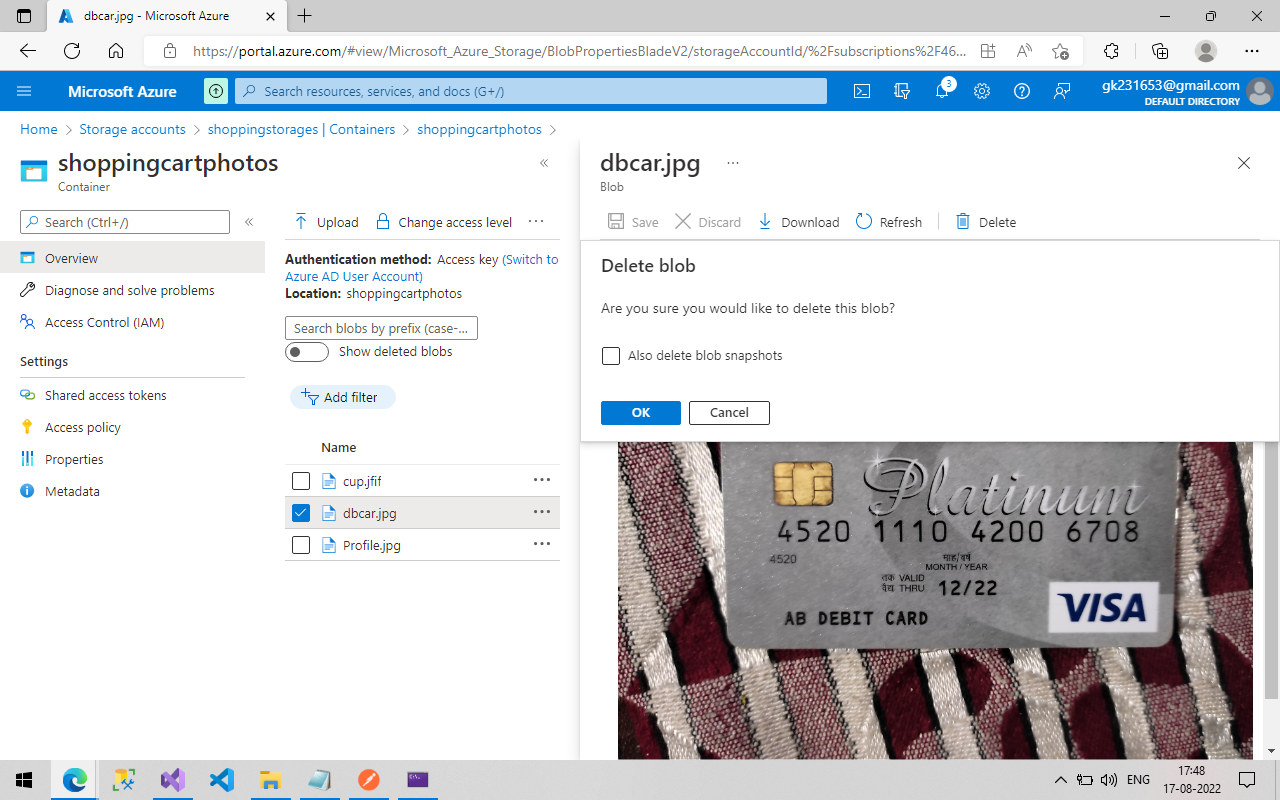 dbcar.jpg - Microsoft Azure
https://portal.azure.com/#view/Microsoft_Azure_Storage/BlobPropertiesBladeV2/storageAccountId/%2Fsubscriptions%2F46...
Microsoft Azure
Search resources, services, and docs (G+/)
3
gk231653@gmail.com
DEFAULT DIRECTORY
Home > Storage accounts > shoppingstorages | Containers > shoppingcartphotos >
shoppingcartphotos
Container
Search (Ctrl+/)
Overview
Diagnose and solve problems
Access Control (IAM)
Settings
Shared access tokens
Access policy
Properties
Metadata
Upload Change access level ...
Authentication method: Access key (Switch to
Azure AD User Account)
Location: shoppingcartphotos
Search blobs by prefix (case-...
Show deleted blobs
Add filter
Name
cup.jfif ...
dbcar.jpg ...
Profile.jpg ...
dbcar.jpg ...
Blob
Save Discard Download Refresh Delete
Delete blob
Are you sure you would like to delete this blob?
Also delete blob snapshots
OK Cancel
Platinum
4520 1110 4200 6708
4520
माह/वर्ष
MONTH / YEAR
तक VALID
वैद्य THRU 12/22
AB DEBIT CARD
VISA
ENG
17:48
17-08-2022